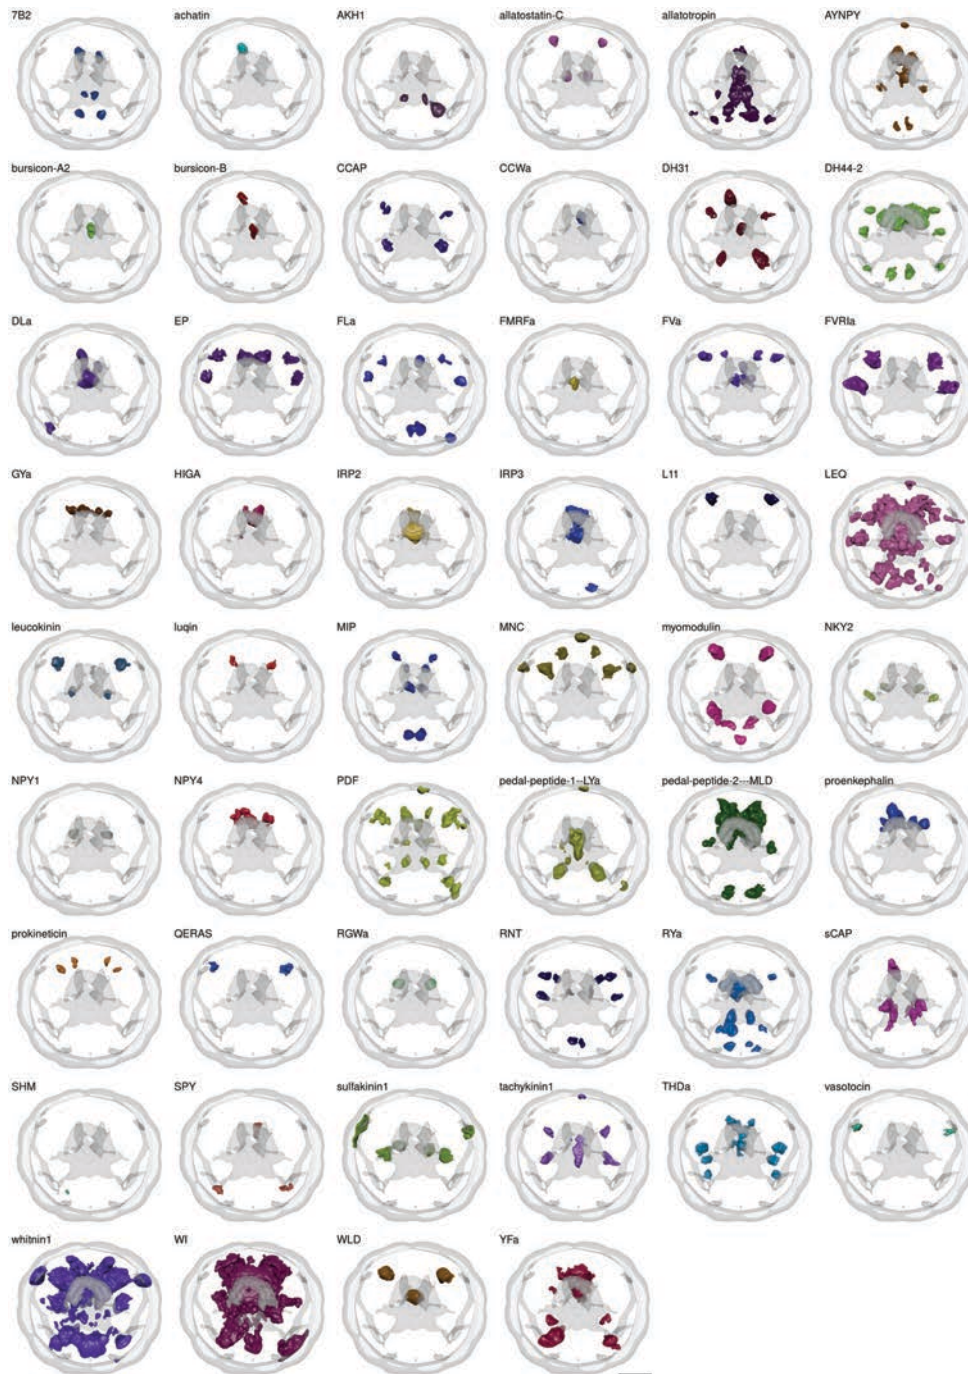 7B2 achatin AKH1 allatostatin-C allatotropin AYNPY
bursicon-A2 bursicon-B CCAP CCWa DH31 DH44-2
DLa EP FLa FMRFa FVa FVRIa
GYa HIGA IRP2 IRP3 L11 LEQ
leucokinin luqin MIP MNC myomodulin NKY2
NPY1 NPY4 PDF pedal-peptide-1--LYa pedal-peptide-2---MLD proenkephalin
prokineticin QERAS RGWa RNT RYa sCAP
SHM SPY sulfakinin1 tachykinin1 THDa vasotocin
whitnin1 WI WLD YFa